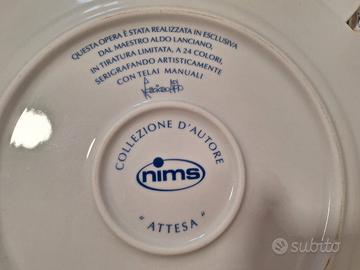 QUESTA OPERA È STATA REALIZZATA IN ESCLUSIVA
DAL MAESTRO ALDO LANCIANO,
IN TIRATURA LIMITATA, A 24 COLORI,
SERIGRAFANDO ARTISTICAMENTE
CON TELAI MANUALI
COLLEZIONE D'AUTORE
nims
"ATTESA"
subito